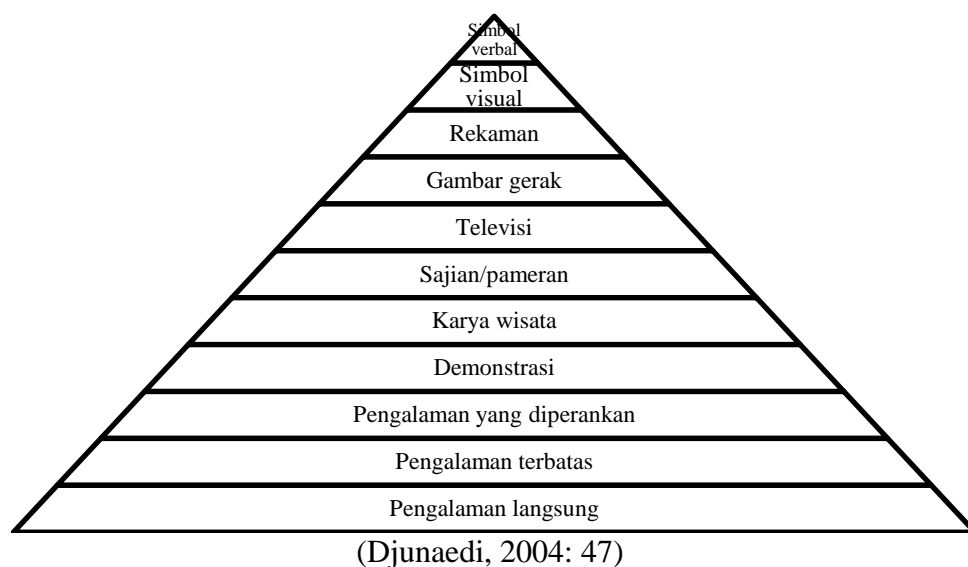 Simbol
verbal
Simbol
visual
Rekaman
Gambar gerak
Televisi
Sajian/pameran
Karya wisata
Demonstrasi
Pengalaman yang diperankan
Pengalaman terbatas
Pengalaman langsung
(Djunaedi, 2004: 47)